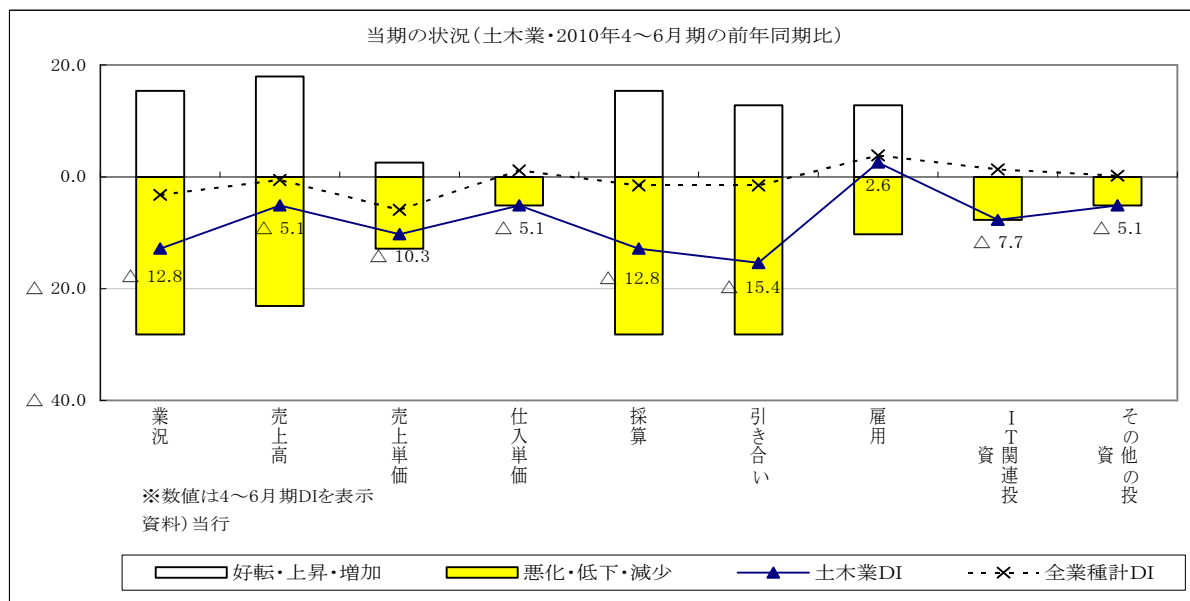 当期の状況(土木業・2010年4～6月期の前年同期比)
20.0
0.0
△ 20.0
△ 40.0
△ 12.8
△ 5.1
△ 10.3
△ 5.1
△ 12.8
△ 15.4
2.6
△ 7.7
△ 5.1
業況
売上高
売上単価
仕入単価
採算
引き合い
雇用
IT関連投
資
その他の投
資
※数値は4～6月期DIを表示
資料)当行
好転・上昇・増加
悪化・低下・減少
土木業DI
全業種計DI